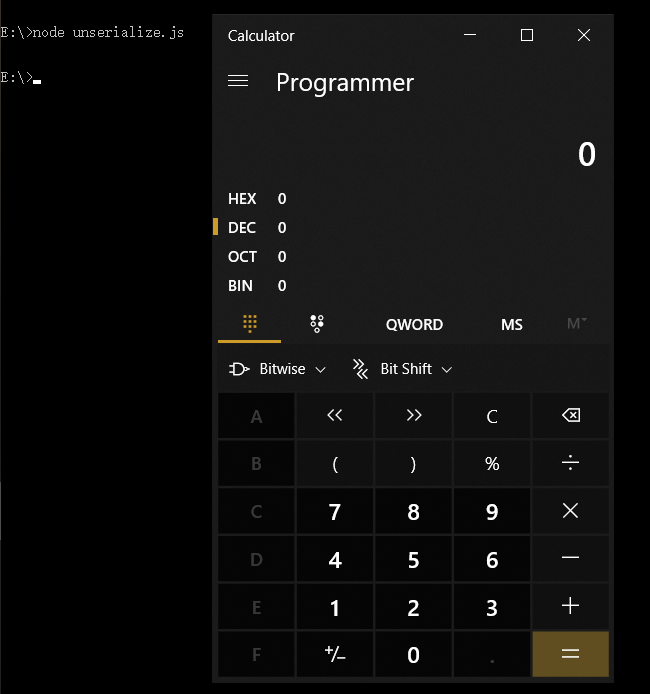 E:\>node unserialize.js
E:\>
Calculator
Programmer
0
HEX 0
DEC 0
OCT 0
BIN 0
QWORD MS M
Bitwise Bit Shift
A << >> C
B ( ) % ÷
C 7 8 9 ×
D 4 5 6 −
E 1 2 3 +
F +/− 0 . =